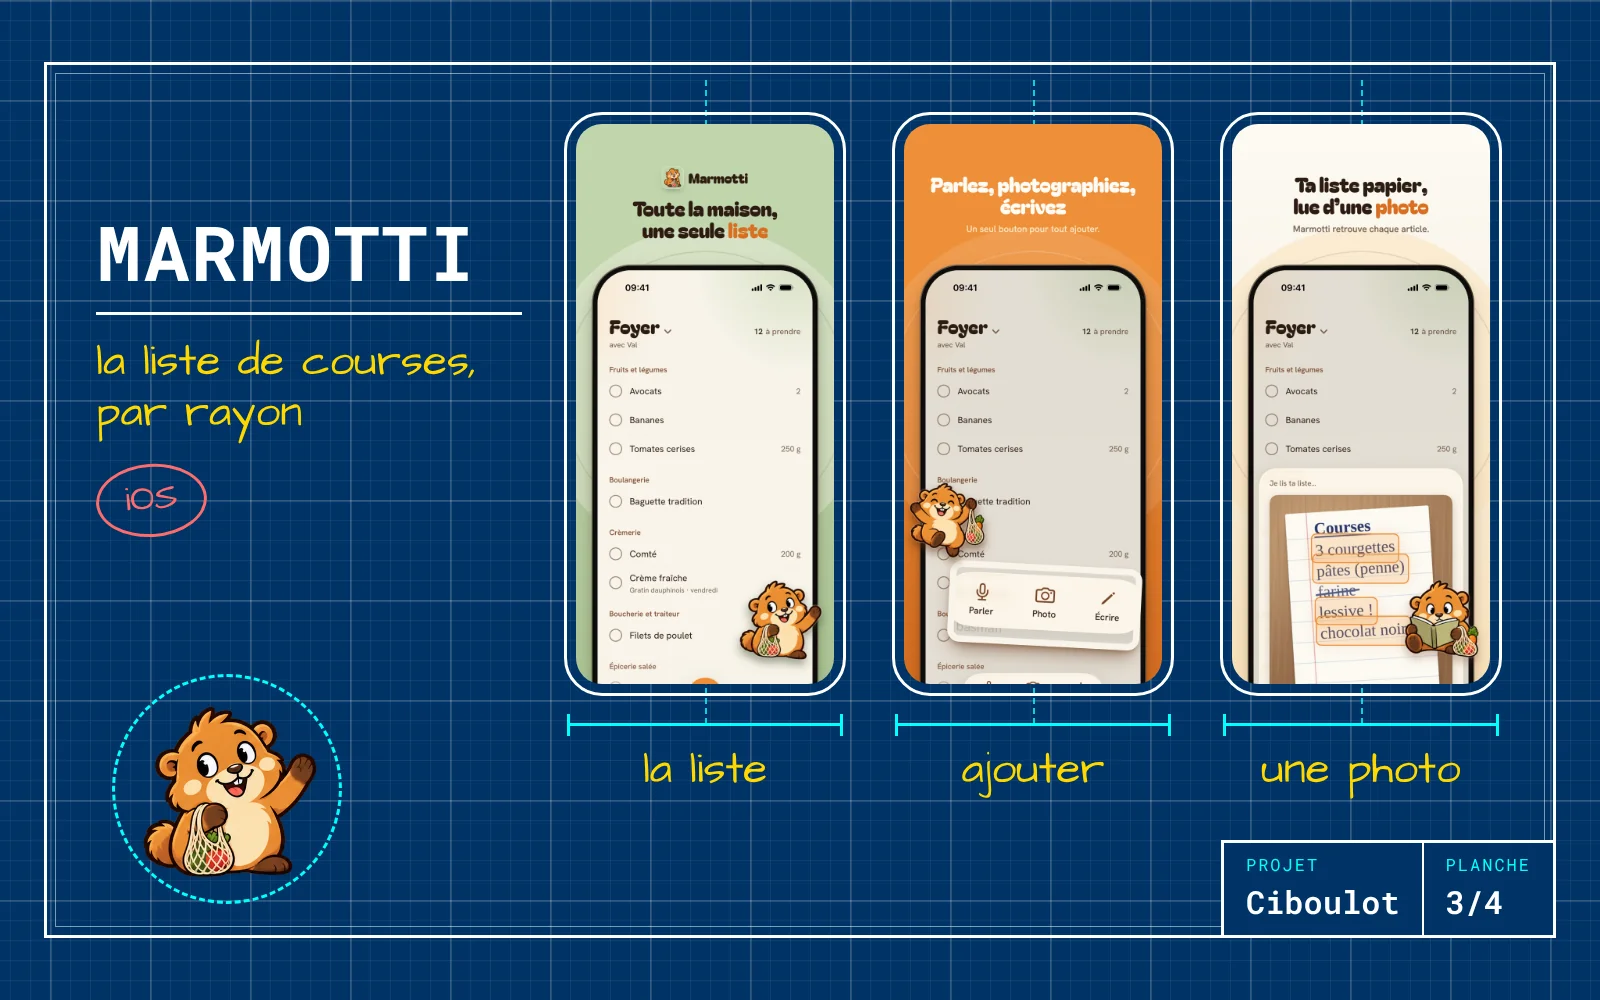 MARMOTTI
la liste de courses,
par rayon
iOS
Marmotti
Toute la maison,
une seule liste
09:41
Foyer
12 à prendre
avec Val
Fruits et légumes
Avocats
2
Bananes
Tomates cerises
250 g
Boulangerie
Baguette tradition
Crèmerie
Comté
200 g
Crème fraîche
Gratin dauphinois · vendredi
Boucherie et traiteur
Filets de poulet
Épicerie salée
la liste
Parlez, photographiez,
écrivez
Un seul bouton pour tout ajouter.
09:41
Foyer
12 à prendre
avec Val
Fruits et légumes
Avocats
2
Bananes
Tomates cerises
250 g
Boulangerie
ette tradition
Comté
200 g
Parler
Photo
Écrire
Épicerie salée
ajouter
Ta liste papier,
lue d'une photo
Marmotti retrouve chaque article.
09:41
Foyer
12 à prendre
avec Val
Fruits et légumes
Avocats
2
Bananes
Tomates cerises
250 g
Je lis ta liste...
Courses
3 courgettes
pâtes (penne)
farine
lessive !
chocolat noir
une photo
PROJET
Ciboulot
PLANCHE
3/4